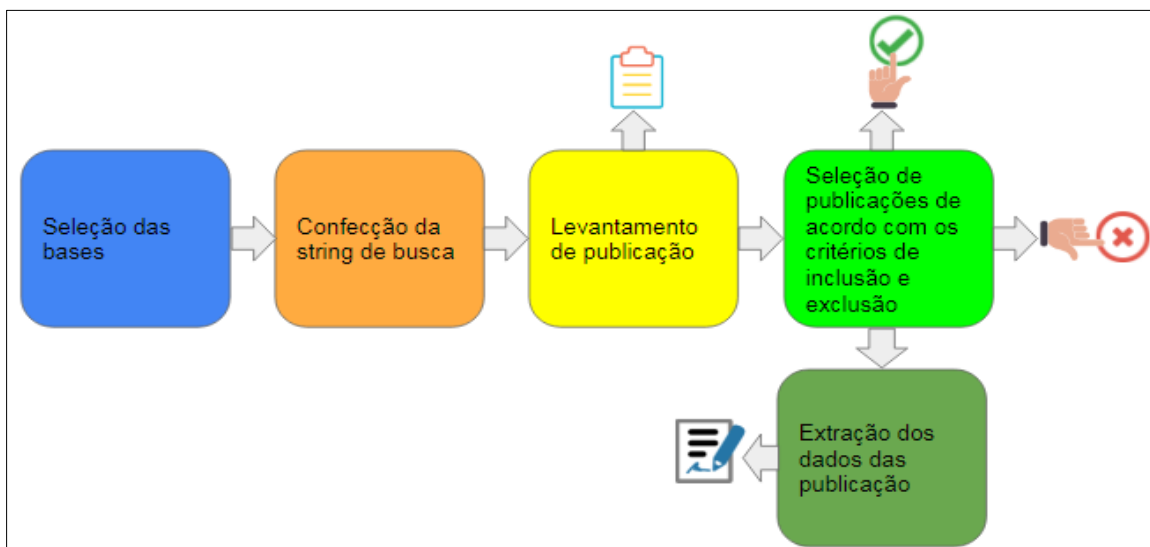 Seleção das
bases
Confecção da
string de busca
Levantamento
de publicação
Seleção de
publicações de
acordo com os
critérios de
inclusão e
exclusão
Extração dos
dados das
publicação